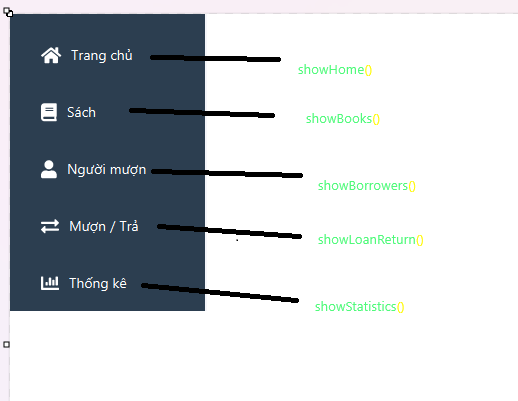 Trang chủ
showHome()
Sách
showBooks()
Người mượn
showBorrowers()
Mượn / Trả
showLoanReturn()
Thống kê
showStatistics()